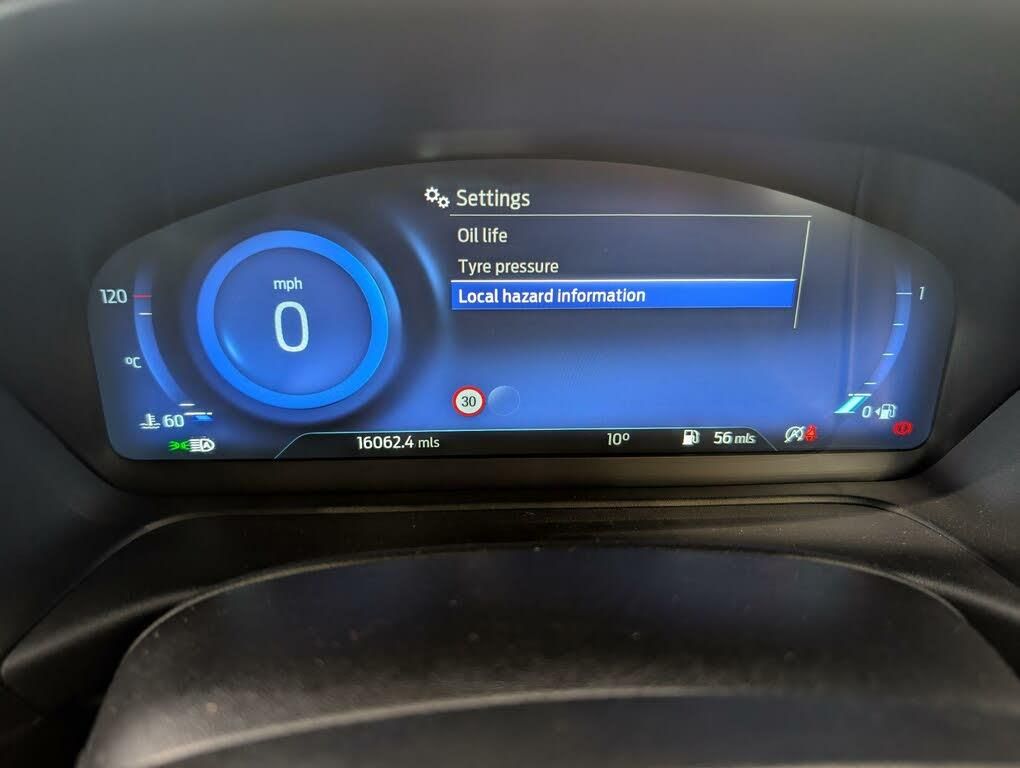 Settings
Oil life
Tyre pressure
Local hazard information
mph
0
120
°C
60
30
1
0
16062.4 mls
10°
56 mls